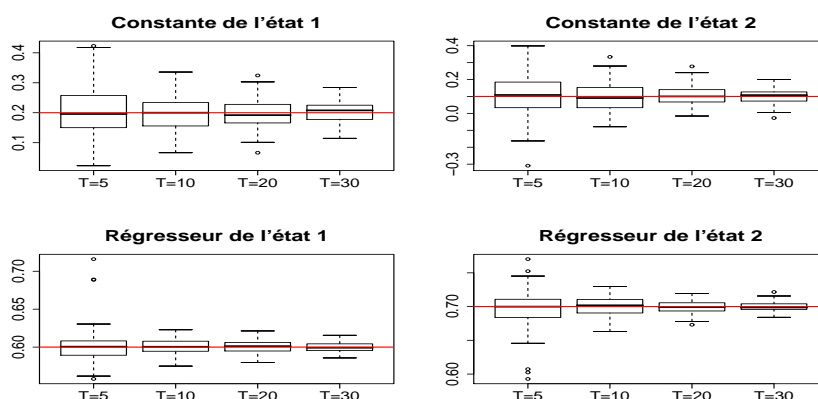 Constante de l'état 1
0.4
0.3
0.2
0.1
T=5 T=10 T=20 T=30
Constante de l'état 2
0.4
0.0
−0.3
T=5 T=10 T=20 T=30
Régresseur de l'état 1
0.70
0.65
0.60
T=5 T=10 T=20 T=30
Régresseur de l'état 2
0.70
0.60
T=5 T=10 T=20 T=30